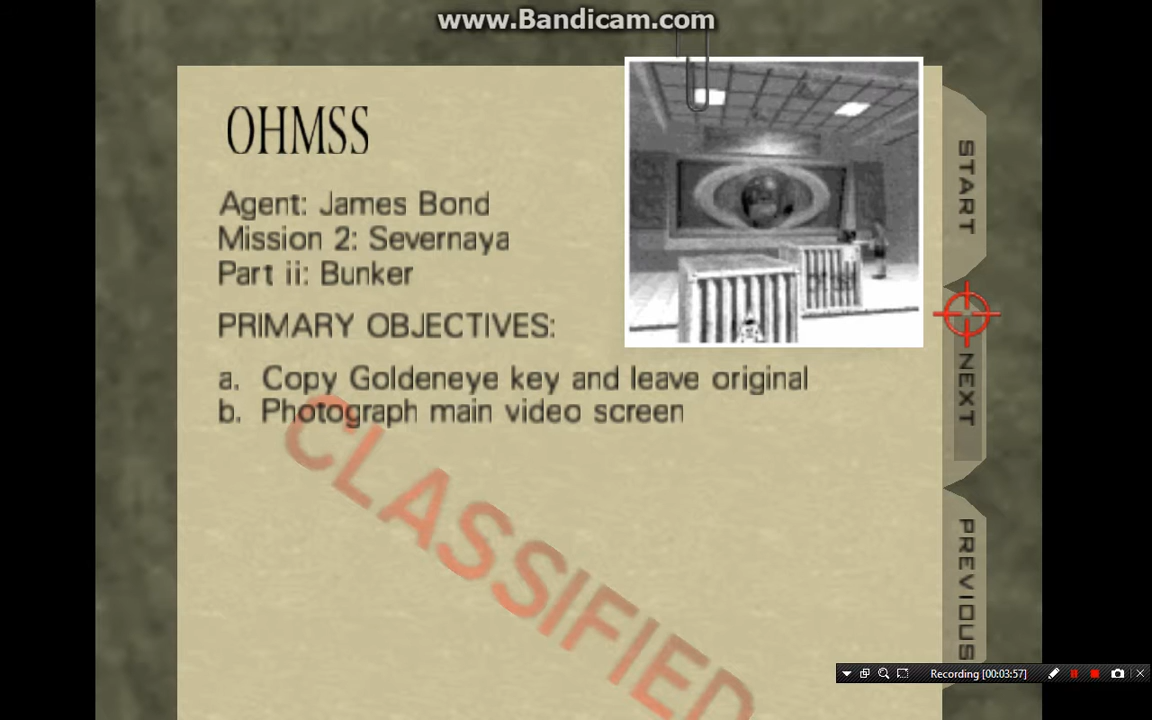 www.Bandicam.com
OHMSS
Agent: James Bond
Mission 2: Severnaya
Part ii: Bunker
PRIMARY OBJECTIVES:
a. Copy Goldeneye key and leave original
b. Photograph main video screen
CLASSIFIED
START
NEXT
PREVIOUS
Recording [00:03:57]